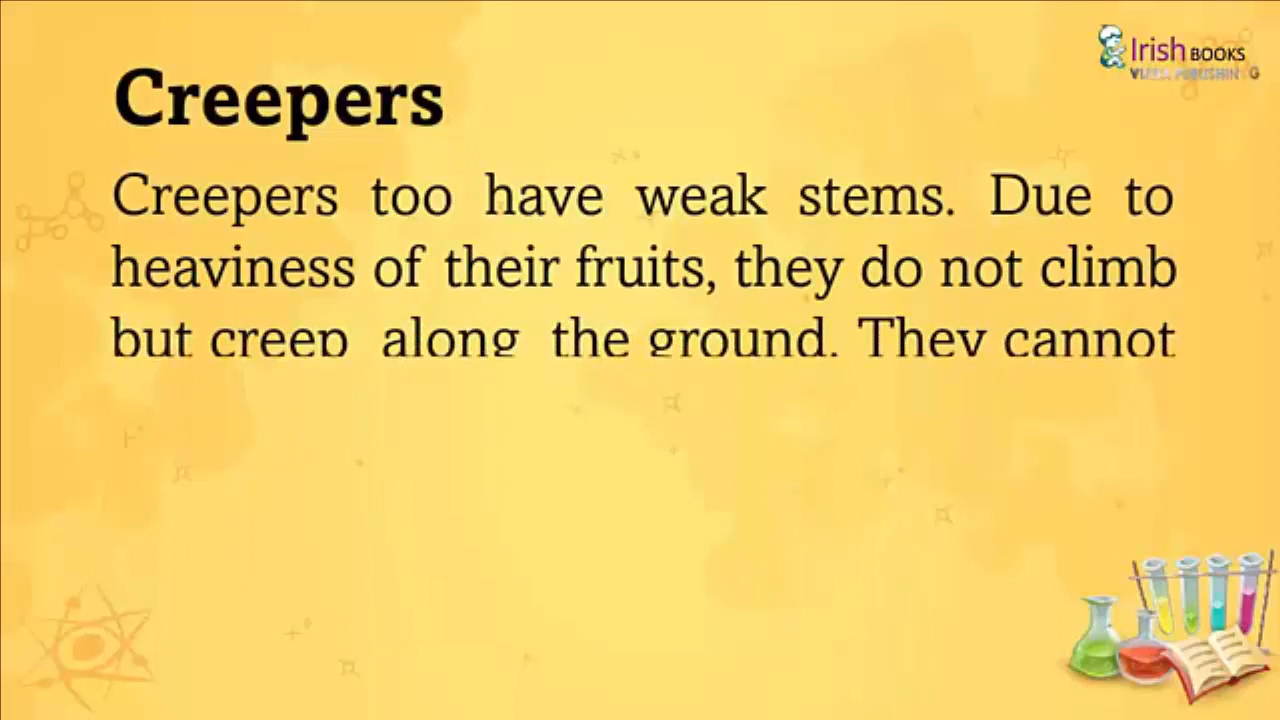 Irish BOOKS
Creepers
Creepers too have weak stems. Due to
heaviness of their fruits, they do not climb
but creep along the ground. They cannot